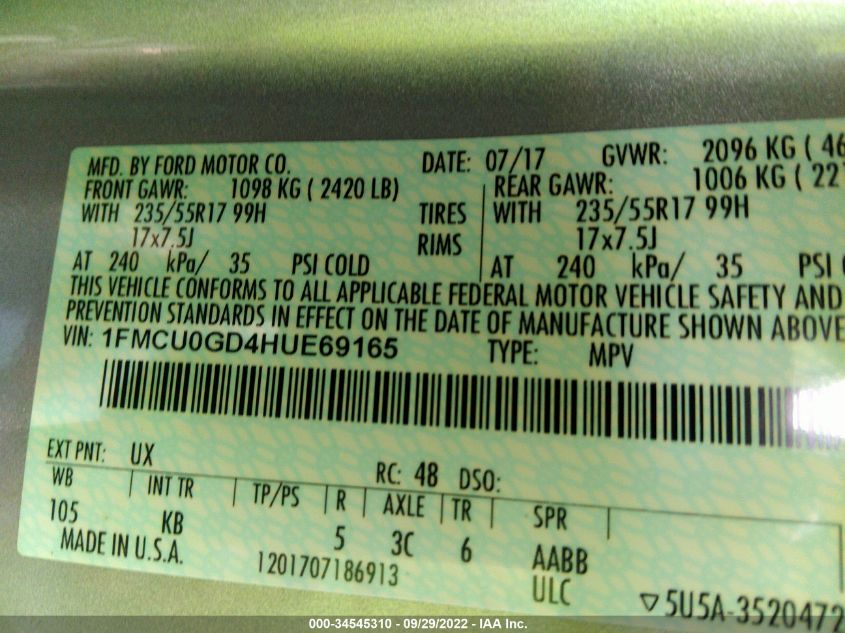 MFD. BY FORD MOTOR CO. DATE: 07/17 GVWR: 2096 KG ( 46
FRONT GAWR: 1098 KG ( 2420 LB) REAR GAWR: 1006 KG ( 22
WITH 235/55R17 99H TIRES WITH 235/55R17 99H
17x7.5J RIMS 17x7.5J
AT 240 kPa/ 35 PSI COLD AT 240 kPa/ 35 PSI
THIS VEHICLE CONFORMS TO ALL APPLICABLE FEDERAL MOTOR VEHICLE SAFETY AND
PREVENTION STANDARDS IN EFFECT ON THE DATE OF MANUFACTURE SHOWN ABOVE
VIN: 1FMCU0GD4HUE69165 TYPE: MPV
EXT PNT: UX RC: 48 DSO:
WB INT TR TP/PS R AXLE TR SPR
105 KB 5 3C 6 AABB
MADE IN U.S.A. 1201707186913 ULC
▽5U5A-3520472
000-34545310 - 09/29/2022 - IAA Inc.